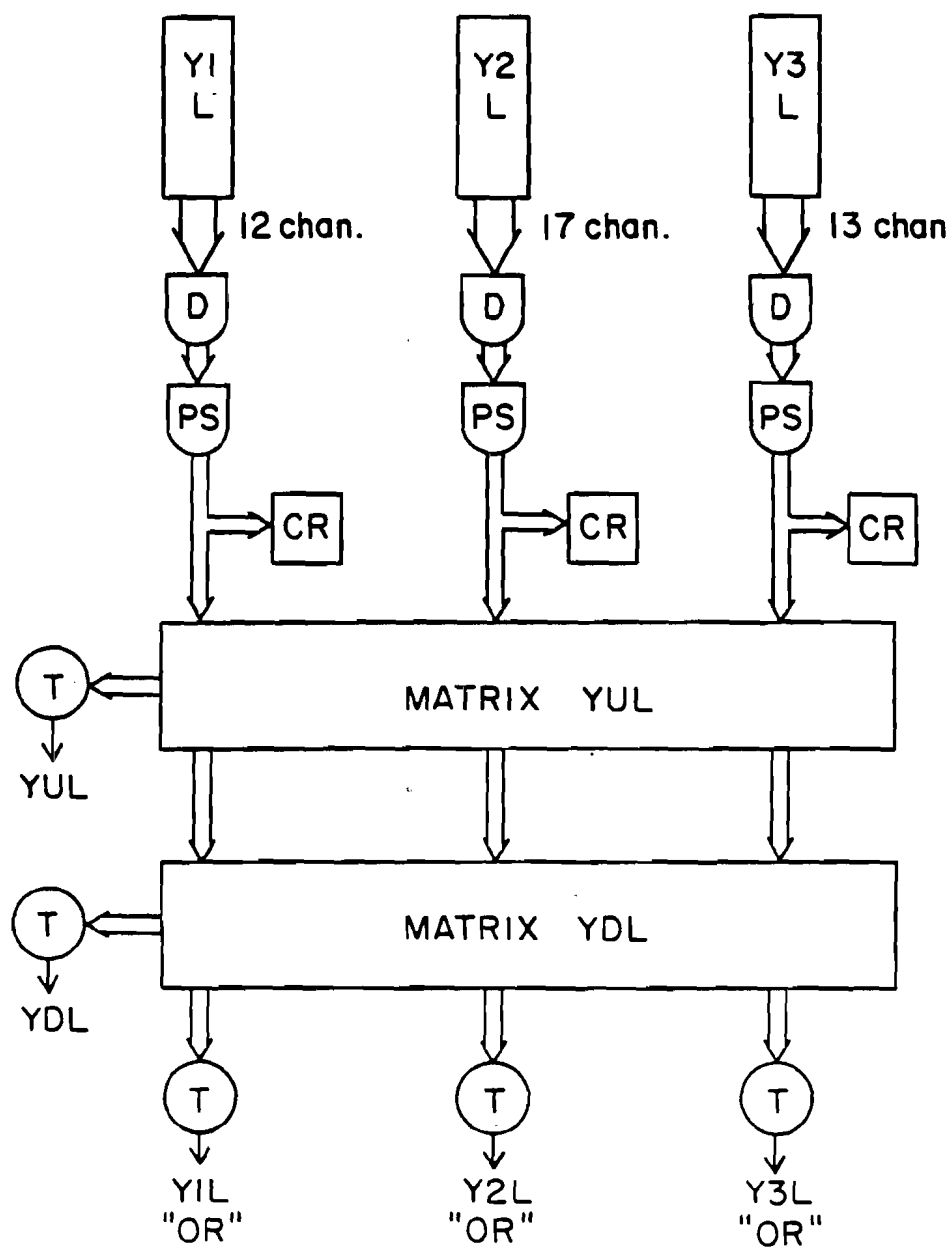 Y1 L
Y2 L
Y3 L
12 chan.
17 chan.
13 chan
D
D
D
PS
PS
PS
CR
CR
CR
T
MATRIX YUL
YUL
T
MATRIX YDL
YDL
T
T
T
Y1L
"OR"
Y2L
"OR"
Y3L
"OR"